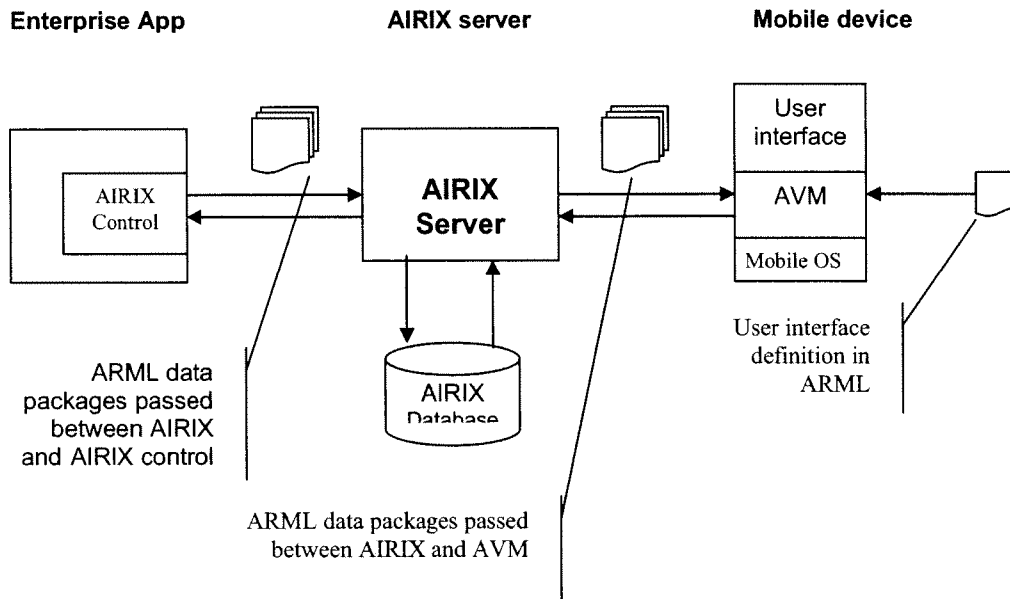 Enterprise App
AIRIX server
Mobile device
User
interface
AIRIX
Control
AIRIX
Server
AVM
Mobile OS
User interface
definition in
ARML
AIRIX
Database
ARML data
packages passed
between AIRIX
and AIRIX control
ARML data packages passed
between AIRIX and AVM